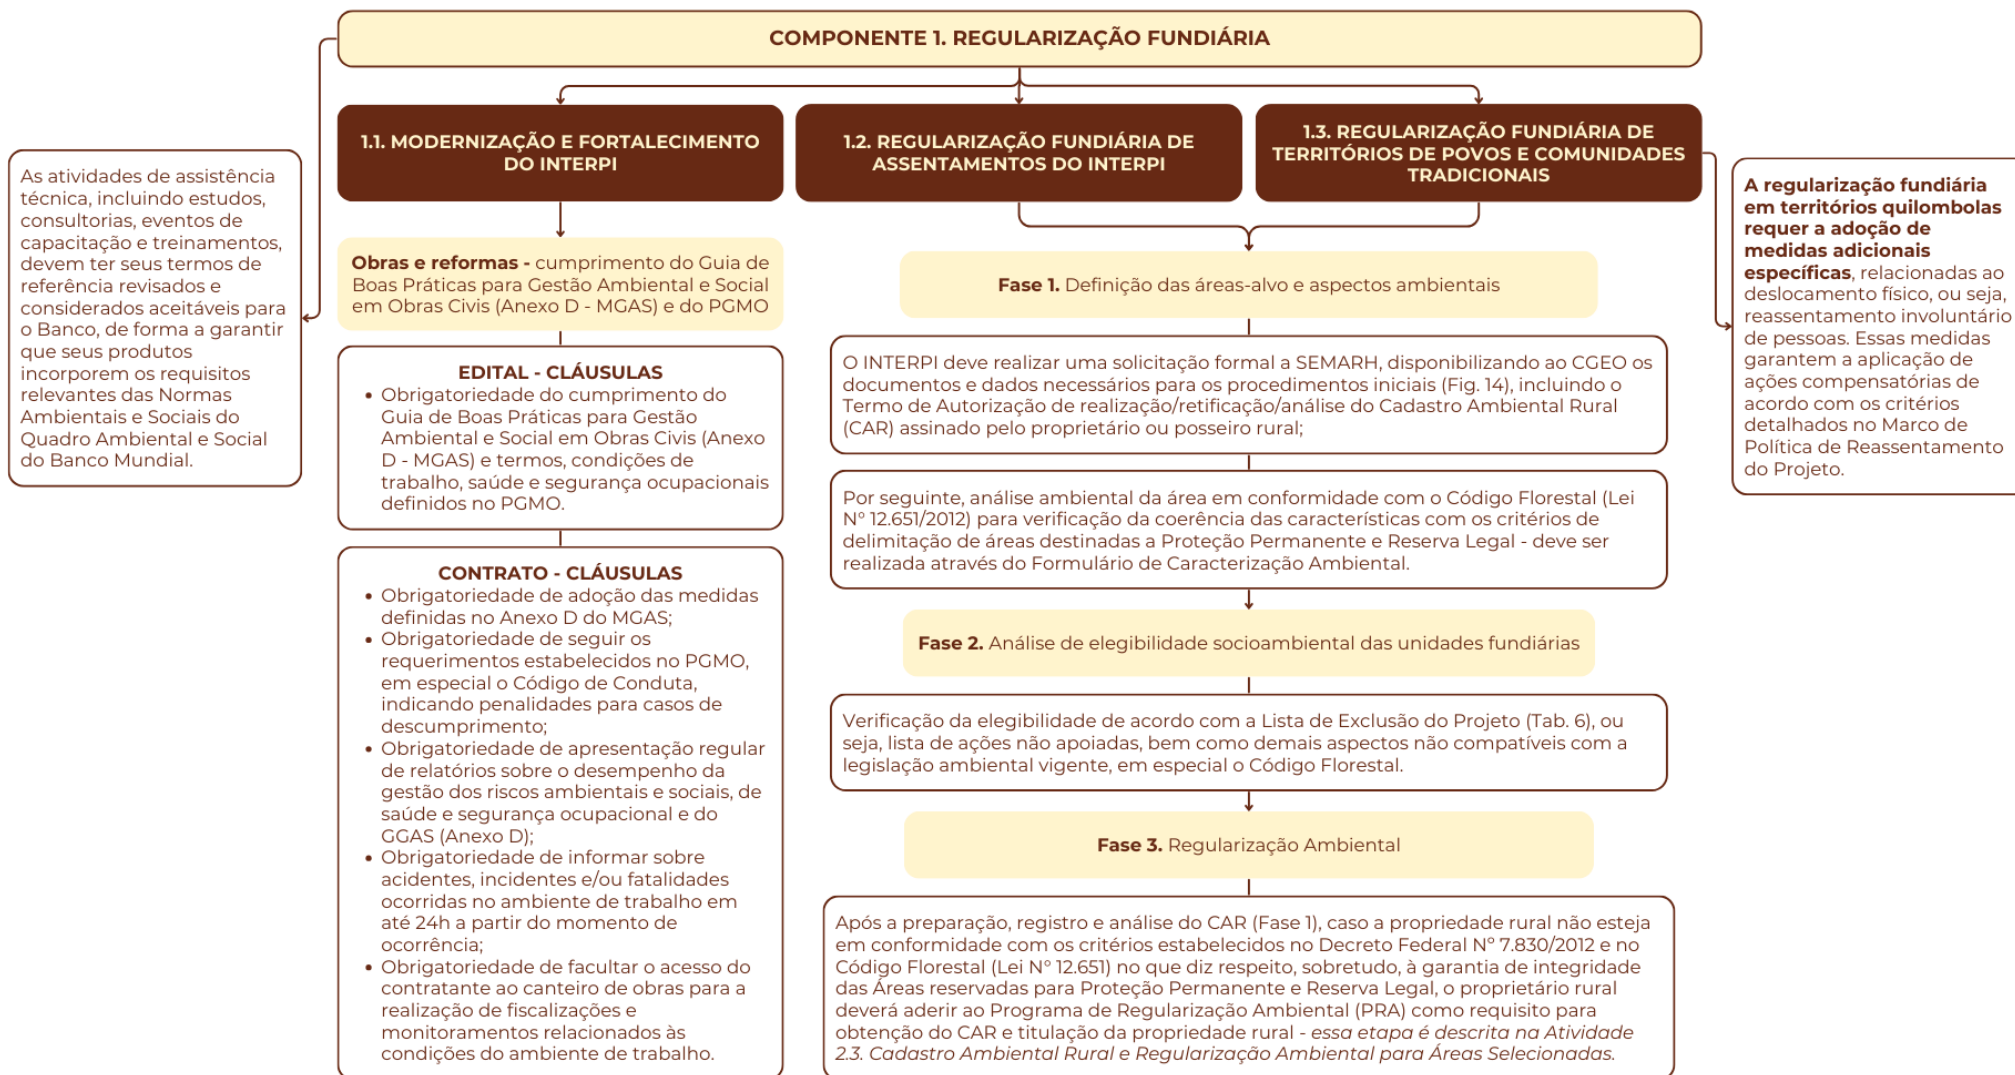 COMPONENTE 1. REGULARIZAÇÃO FUNDIÁRIA
As atividades de assistência
técnica, incluindo estudos,
consultorias, eventos de
capacitação e treinamentos,
devem ter seus termos de
referência revisados e
considerados aceitáveis para
o Banco, de forma a garantir
que seus produtos
incorporem os requisitos
relevantes das Normas
Ambientais e Sociais do
Quadro Ambiental e Social
do Banco Mundial.
1.1. MODERNIZAÇÃO E FORTALECIMENTO
DO INTERPI
Obras e reformas - cumprimento do Guia de
Boas Práticas para Gestão Ambiental e Social
em Obras Civis (Anexo D - MGAS) e do PGMO
EDITAL - CLÁUSULAS
• Obrigatoriedade do cumprimento do
Guia de Boas Práticas para Gestão
Ambiental e Social em Obras Civis (Anexo
D - MGAS) e termos, condições de
trabalho, saúde e segurança ocupacionais
definidos no PGMO.
CONTRATO - CLÁUSULAS
• Obrigatoriedade de adoção das medidas
definidas no Anexo D do MGAS;
• Obrigatoriedade de seguir os
requerimentos estabelecidos no PGMO,
em especial o Código de Conduta,
indicando penalidades para casos de
descumprimento;
• Obrigatoriedade de apresentação regular
de relatórios sobre o desempenho da
gestão dos riscos ambientais e sociais, de
saúde e segurança ocupacional e do
GGAS (Anexo D);
• Obrigatoriedade de informar sobre
acidentes, incidentes e/ou fatalidades
ocorridas no ambiente de trabalho em
até 24h a partir do momento de
ocorrência;
• Obrigatoriedade de facultar o acesso do
contratante ao canteiro de obras para a
realização de fiscalizações e
monitoramentos relacionados às
condições do ambiente de trabalho.
1.2. REGULARIZAÇÃO FUNDIÁRIA DE
ASSENTAMENTOS DO INTERPI
1.3. REGULARIZAÇÃO FUNDIÁRIA DE
TERRITÓRIOS DE POVOS E COMUNIDADES
TRADICIONAIS
Fase 1. Definição das áreas-alvo e aspectos ambientais
O INTERPI deve realizar uma solicitação formal a SEMARH, disponibilizando ao CGEO os
documentos e dados necessários para os procedimentos iniciais (Fig. 14), incluindo o
Termo de Autorização de realização/retificação/análise do Cadastro Ambiental Rural
(CAR) assinado pelo proprietário ou posseiro rural;
Por seguinte, análise ambiental da área em conformidade com o Código Florestal (Lei
N° 12.651/2012) para verificação da coerência das características com os critérios de
delimitação de áreas destinadas a Proteção Permanente e Reserva Legal - deve ser
realizada através do Formulário de Caracterização Ambiental.
Fase 2. Análise de elegibilidade socioambiental das unidades fundiárias
Verificação da elegibilidade de acordo com a Lista de Exclusão do Projeto (Tab. 6), ou
seja, lista de ações não apoiadas, bem como demais aspectos não compatíveis com a
legislação ambiental vigente, em especial o Código Florestal.
Fase 3. Regularização Ambiental
Após a preparação, registro e análise do CAR (Fase 1), caso a propriedade rural não esteja
em conformidade com os critérios estabelecidos no Decreto Federal Nº 7.830/2012 e no
Código Florestal (Lei N° 12.651) no que diz respeito, sobretudo, à garantia de integridade
das Áreas reservadas para Proteção Permanente e Reserva Legal, o proprietário rural
deverá aderir ao Programa de Regularização Ambiental (PRA) como requisito para
obtenção do CAR e titulação da propriedade rural - essa etapa é descrita na Atividade
2.3. Cadastro Ambiental Rural e Regularização Ambiental para Áreas Selecionadas.
A regularização fundiária
em territórios quilombolas
requer a adoção de
medidas adicionais
específicas, relacionadas ao
deslocamento físico, ou seja,
reassentamento involuntário
de pessoas. Essas medidas
garantem a aplicação de
ações compensatórias de
acordo com os critérios
detalhados no Marco de
Política de Reassentamento
do Projeto.